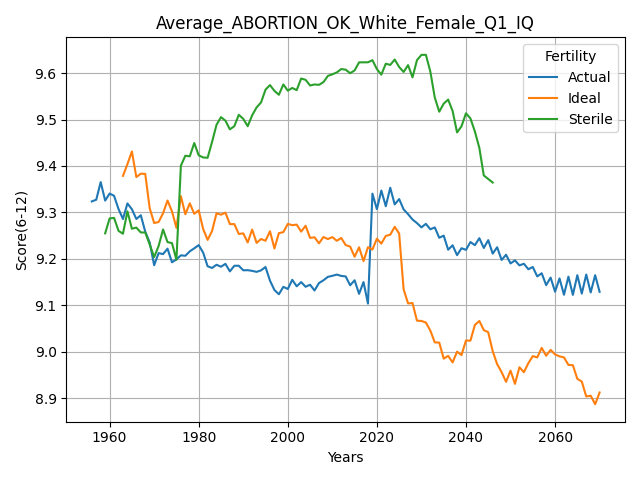 Average_ABORTION_OK_White_Female_Q1_IQ
Fertility
Actual
Ideal
Sterile
Score(6-12)
9.6
9.5
9.4
9.3
9.2
9.1
9.0
8.9
1960 1980 2000 2020 2040 2060
Years